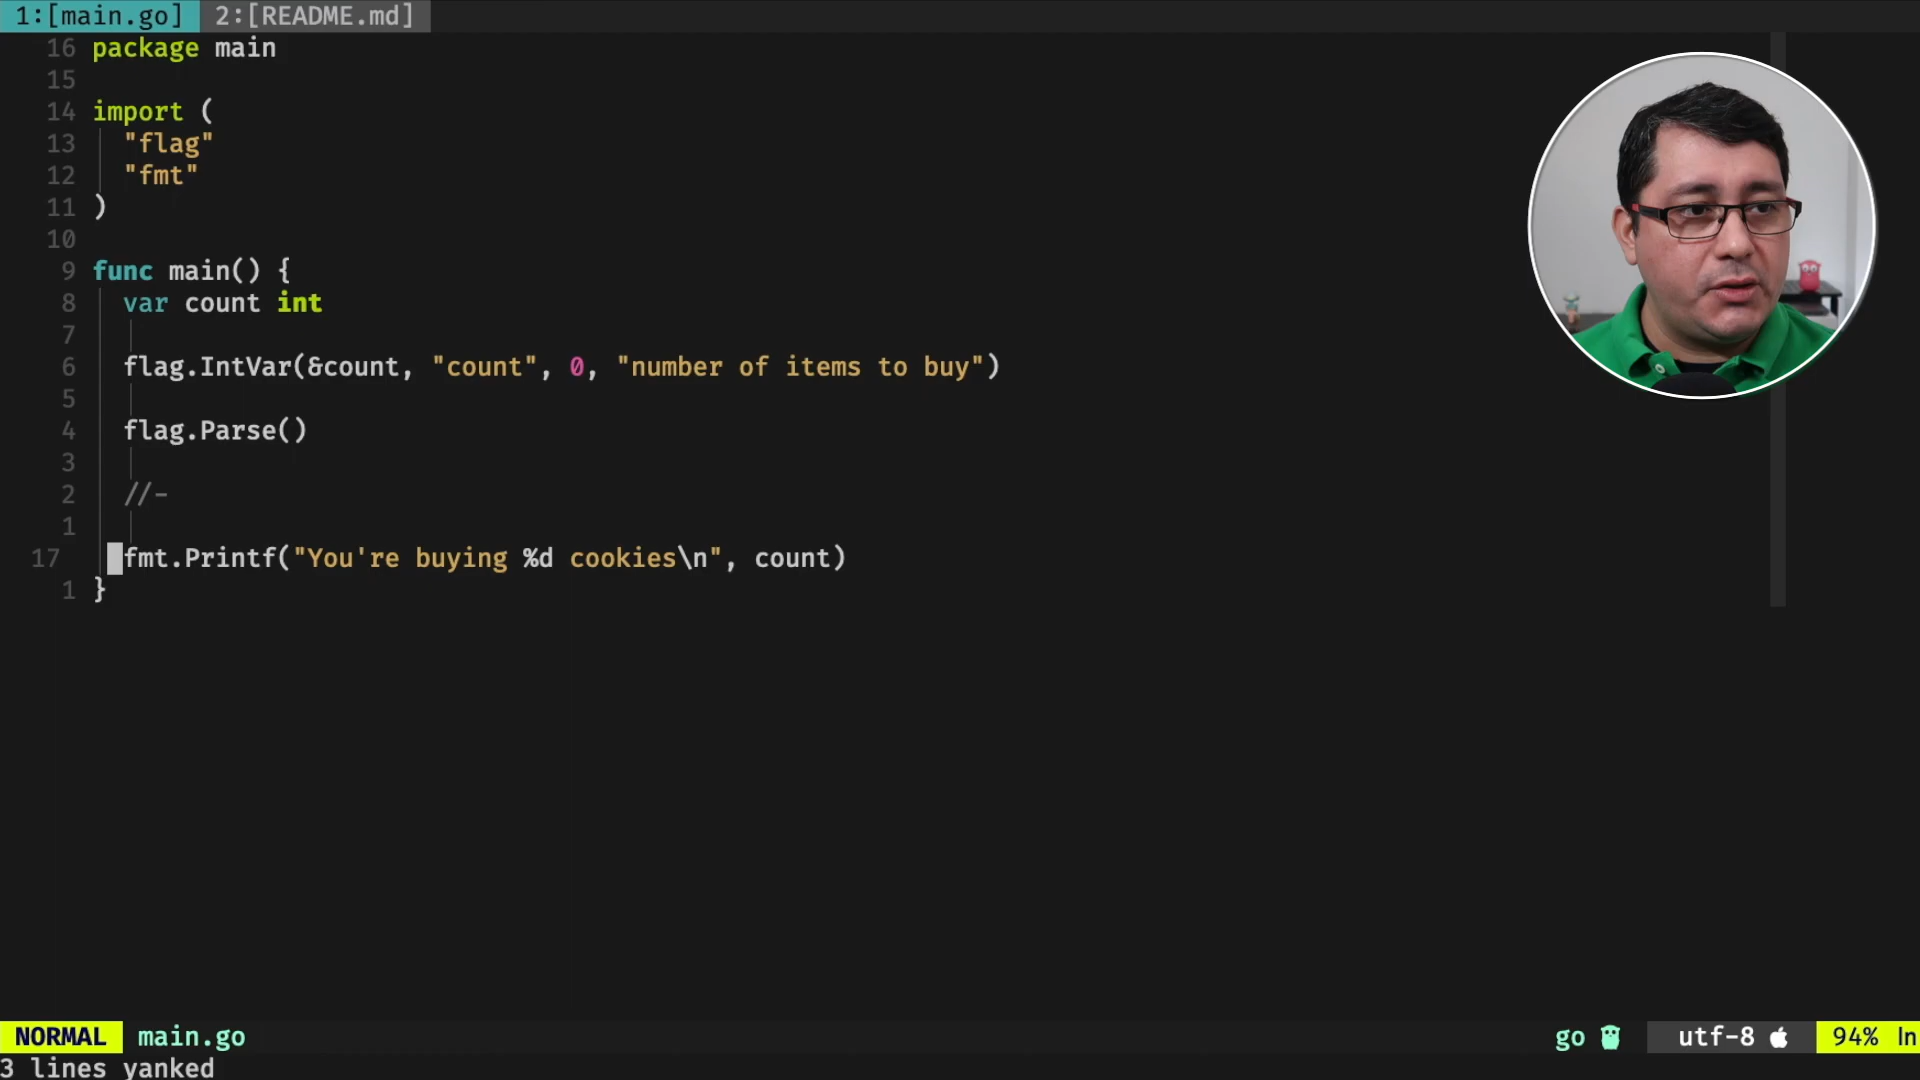 1:[main.go] 2:[README.md]
16 package main
15
14 import (
13 "flag"
12 "fmt"
11 )
10
9 func main() {
8 var count int
7
6 flag.IntVar(&count, "count", 0, "number of items to buy")
5
4 flag.Parse()
3
2 //-
1
17 fmt.Printf("You're buying %d cookies\n", count)
1 }
NORMAL main.go go utf-8 94% ln
3 lines yanked